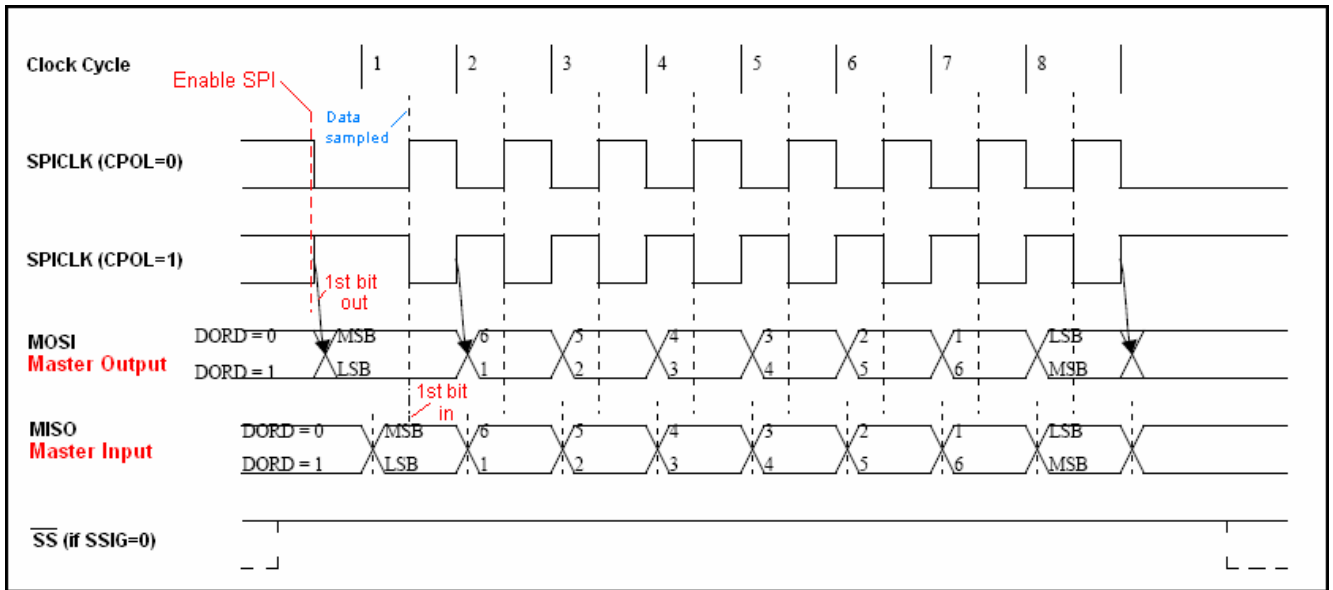 Clock Cycle
1 2 3 4 5 6 7 8
Enable SPI
Data
sampled
SPICLK (CPOL=0)
SPICLK (CPOL=1)
1st bit
out
MOSI
Master Output
DORD = 0 MSB 6 5 4 3 2 1 LSB
DORD = 1 LSB 1 2 3 4 5 6 MSB
1st bit
in
MISO
Master Input
DORD = 0 MSB 6 5 4 3 2 1 LSB
DORD = 1 LSB 1 2 3 4 5 6 MSB
SS (if SSIG=0)